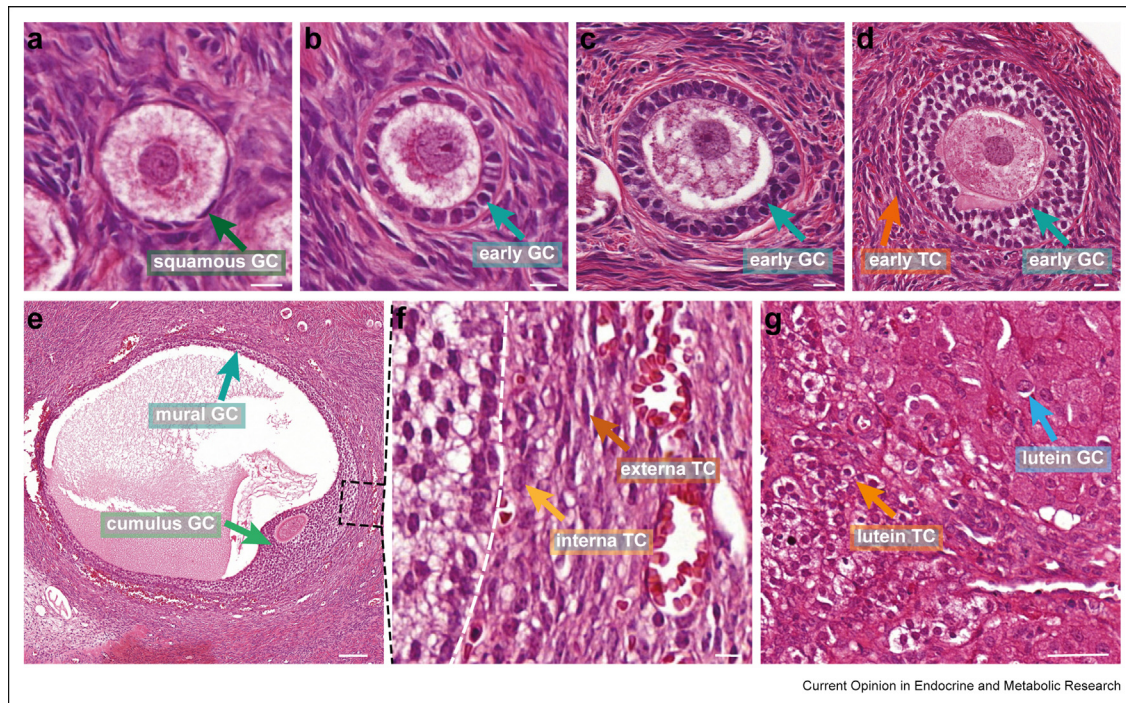 a
squamous GC
b
early GC
c
early GC
d
early TC
early GC
e
mural GC
cumulus GC
f
externa TC
interna TC
g
lutein GC
lutein TC
Current Opinion in Endocrine and Metabolic Research